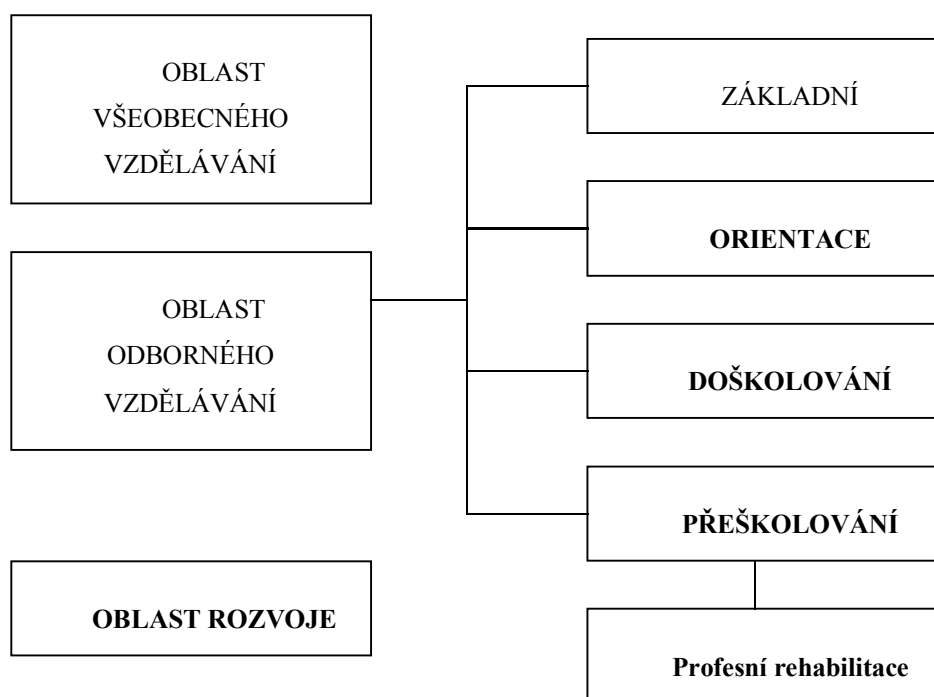 OBLAST
VŠEOBECNÉHO
VZDĚLÁVÁNÍ
OBLAST
ODBORNÉHO
VZDĚLÁVÁNÍ
OBLAST ROZVOJE
ZÁKLADNÍ
ORIENTACE
DOŠKOLOVÁNÍ
PŘEŠKOLOVÁNÍ
Profesní rehabilitace